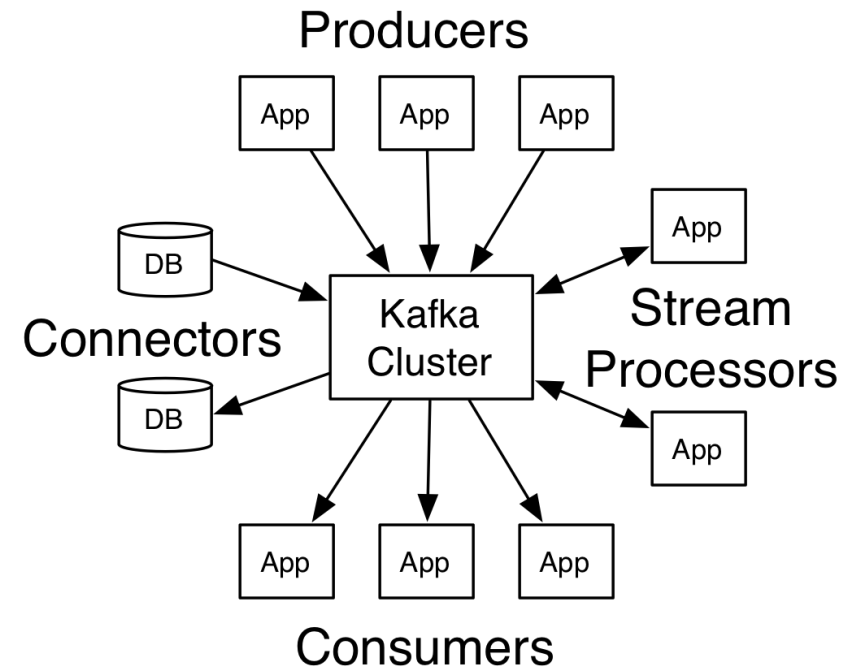 Producers
App
App
App
App
DB
Kafka
Cluster
Stream
Processors
Connectors
DB
App
App
App
App
Consumers